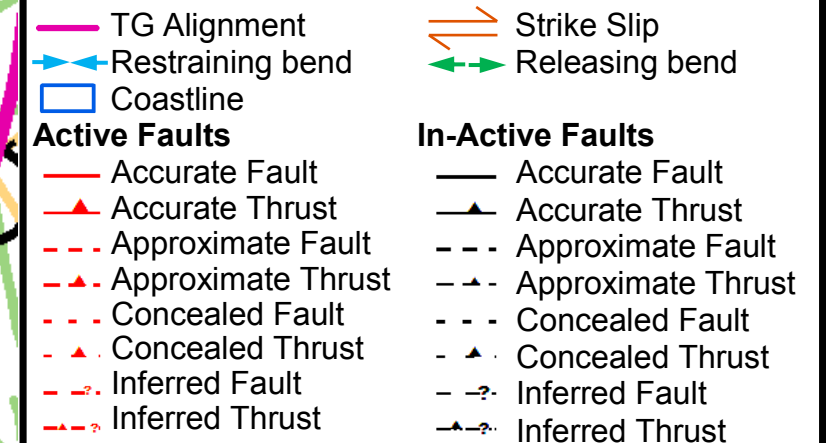 TG Alignment
Strike Slip
Restraining bend
Releasing bend
Coastline
Active Faults
Accurate Fault
Accurate Thrust
Approximate Fault
Approximate Thrust
Concealed Fault
Concealed Thrust
? Inferred Fault
? Inferred Thrust
In-Active Faults
Accurate Fault
Accurate Thrust
Approximate Fault
Approximate Thrust
Concealed Fault
Concealed Thrust
? Inferred Fault
? Inferred Thrust